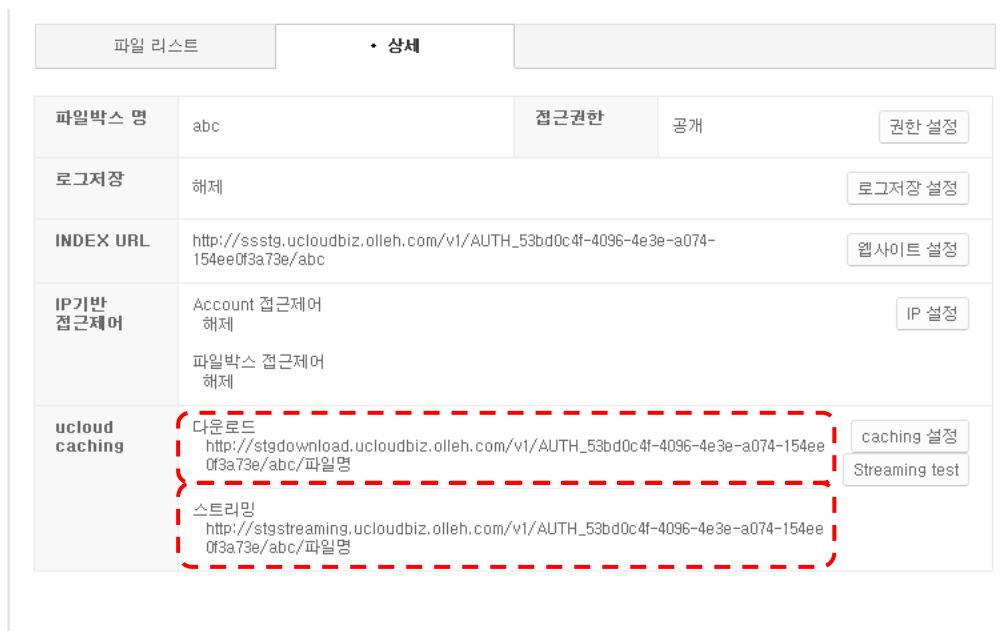 파일 리스트
• 상세
파일박스 명
abc
접근권한
공개
권한 설정
로그저장
해제
로그저장 설정
INDEX URL
http://ssstg.ucloudbiz.olleh.com/v1/AUTH_53bd0c4f-4096-4e3e-a074-
154ee0f3a73e/abc
웹사이트 설정
IP기반
접근제어
Account 접근제어
해제
파일박스 접근제어
해제
IP 설정
ucloud
caching
다운로드
http://stgdownload.ucloudbiz.olleh.com/v1/AUTH_53bd0c4f-4096-4e3e-a074-154ee
0f3a73e/abc/파일명
caching 설정
Streaming test
스트리밍
http://stgstreaming.ucloudbiz.olleh.com/v1/AUTH_53bd0c4f-4096-4e3e-a074-154ee
0f3a73e/abc/파일명